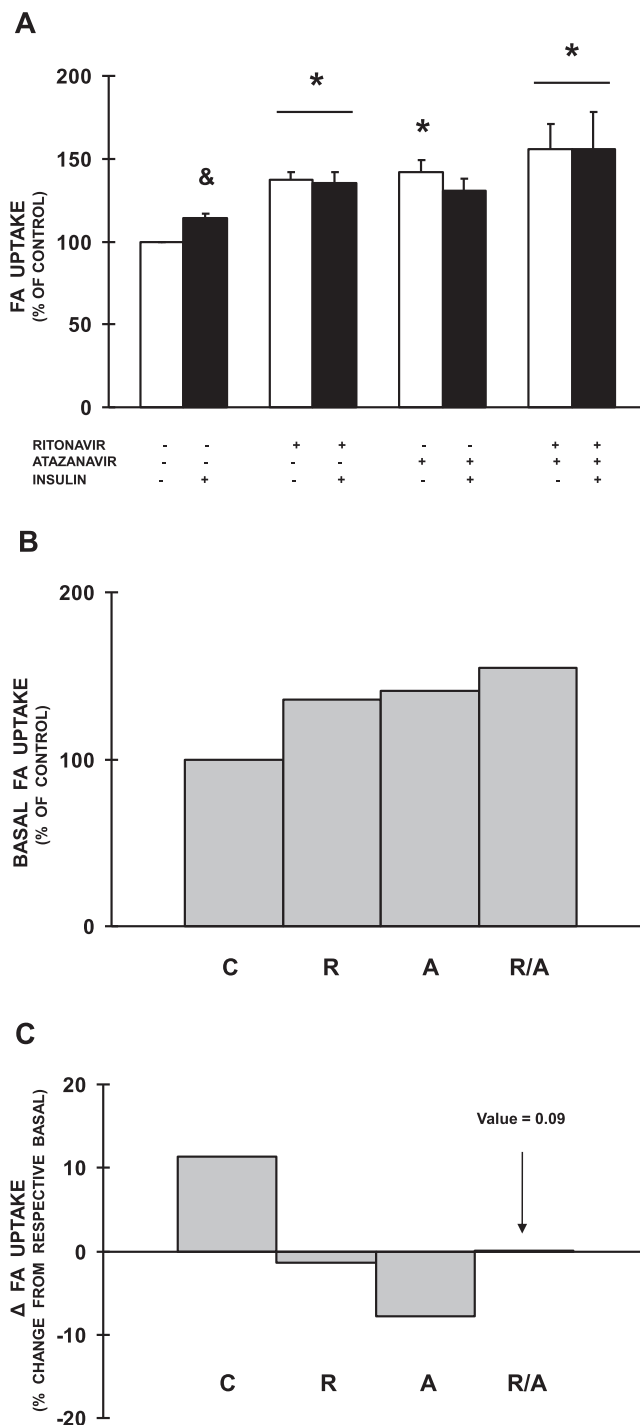 A
200
150
100
50
0
FA UPTAKE
(% OF CONTROL)
&
*
*
*
RITONAVIR - - + + - - + +
ATAZANAVIR - - - - + + + +
INSULIN - + - + - + - +
B
200
100
0
BASAL FA UPTAKE
(% OF CONTROL)
C R A R/A
C
20
10
0
-10
-20
Δ FA UPTAKE
(% CHANGE FROM RESPECTIVE BASAL)
Value = 0.09
C R A R/A